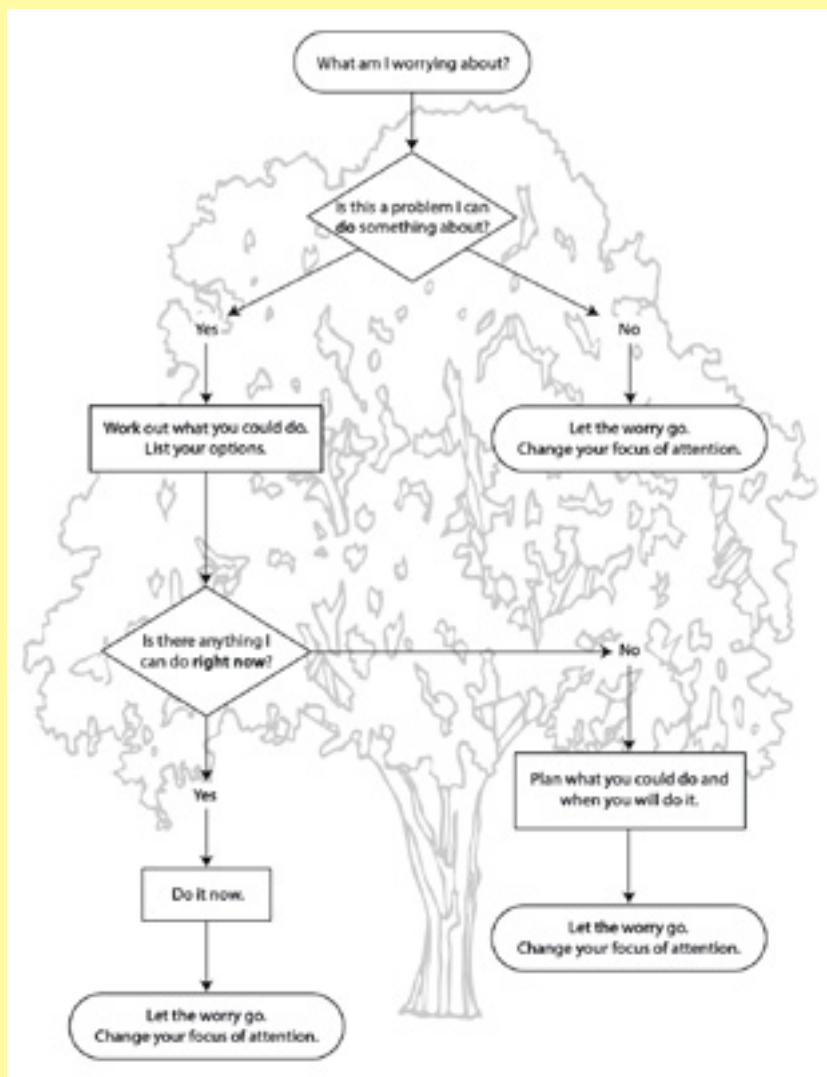 What am I worrying about?
Is this a problem I can
do something about?
Yes
No
Work out what you could do.
List your options.
Let the worry go.
Change your focus of attention.
Is there anything I
can do right now?
No
Yes
Plan what you could do and
when you will do it.
Do it now.
Let the worry go.
Change your focus of attention.
Let the worry go.
Change your focus of attention.